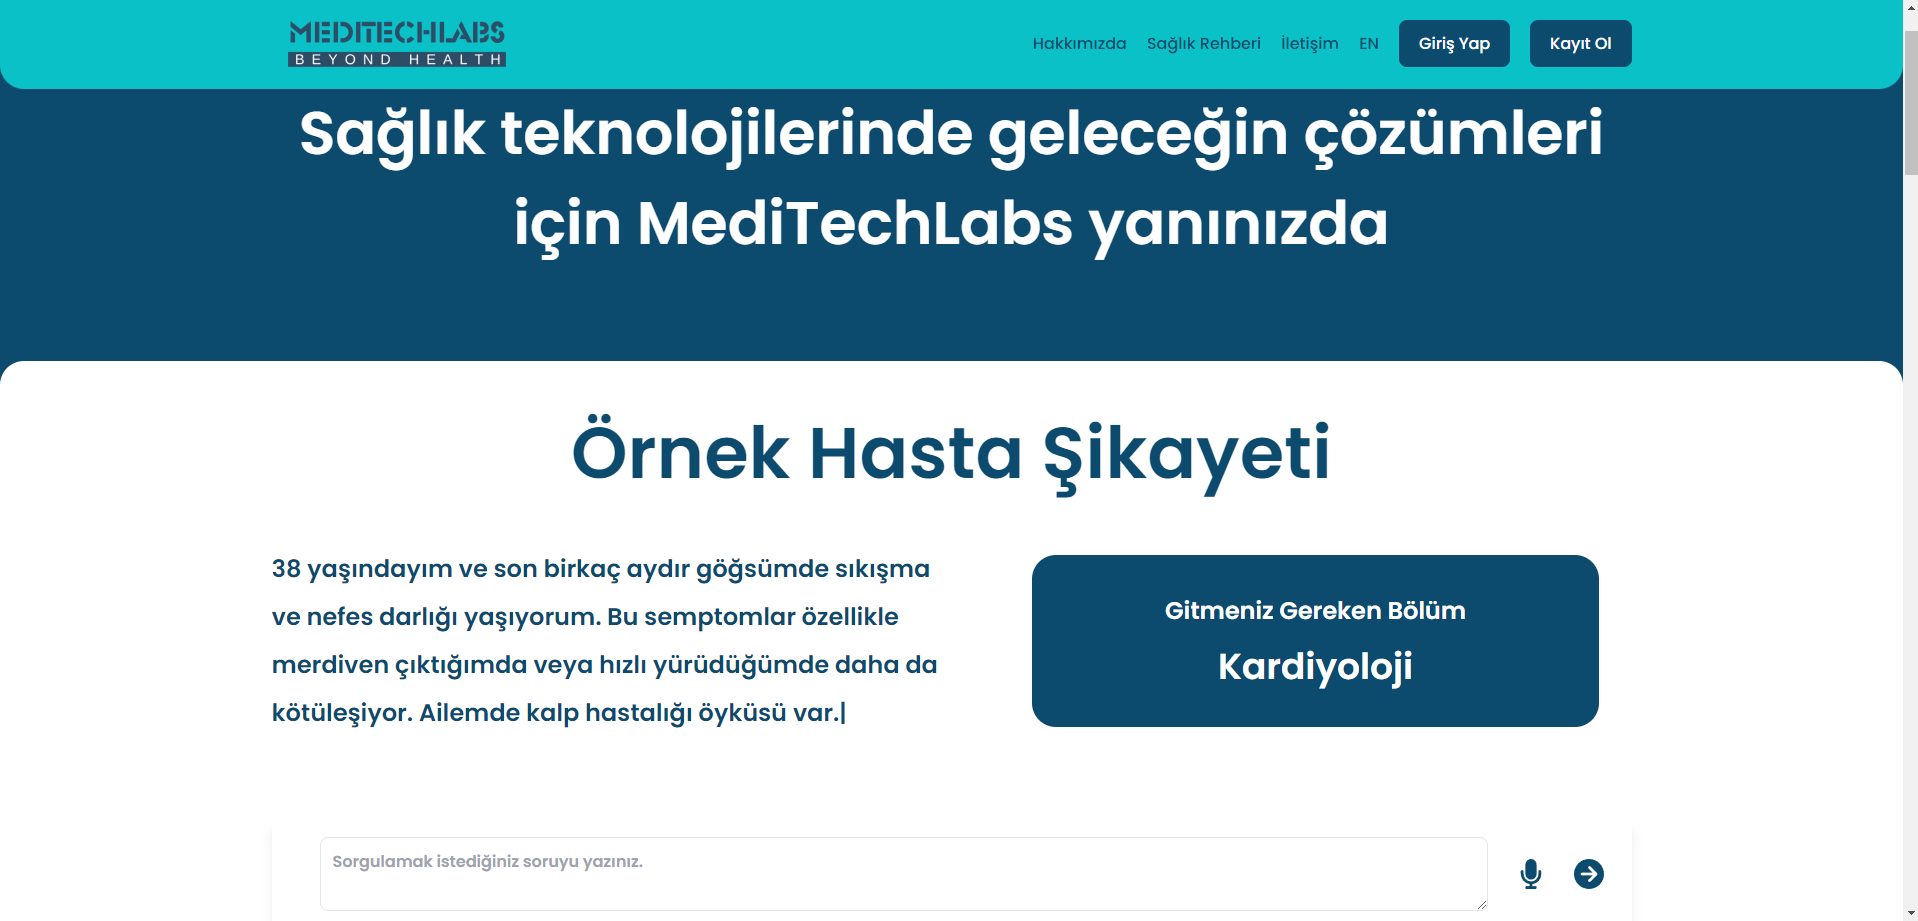 MEDITECHLABS
BEYOND HEALTH
Hakkımızda
Sağlık Rehberi
İletişim
EN
Giriş Yap
Kayıt Ol
Sağlık teknolojilerinde geleceğin çözümleri
için MediTechLabs yanınızda
Örnek Hasta Şikayeti
38 yaşındayım ve son birkaç aydır göğsümde sıkışma
ve nefes darlığı yaşıyorum. Bu semptomlar özellikle
merdiven çıktığımda veya hızlı yürüdüğümde daha da
kötüleşiyor. Ailemde kalp hastalığı öyküsü var.|
Gitmeniz Gereken Bölüm
Kardiyoloji
Sorgulamak istediğiniz soruyu yazınız.